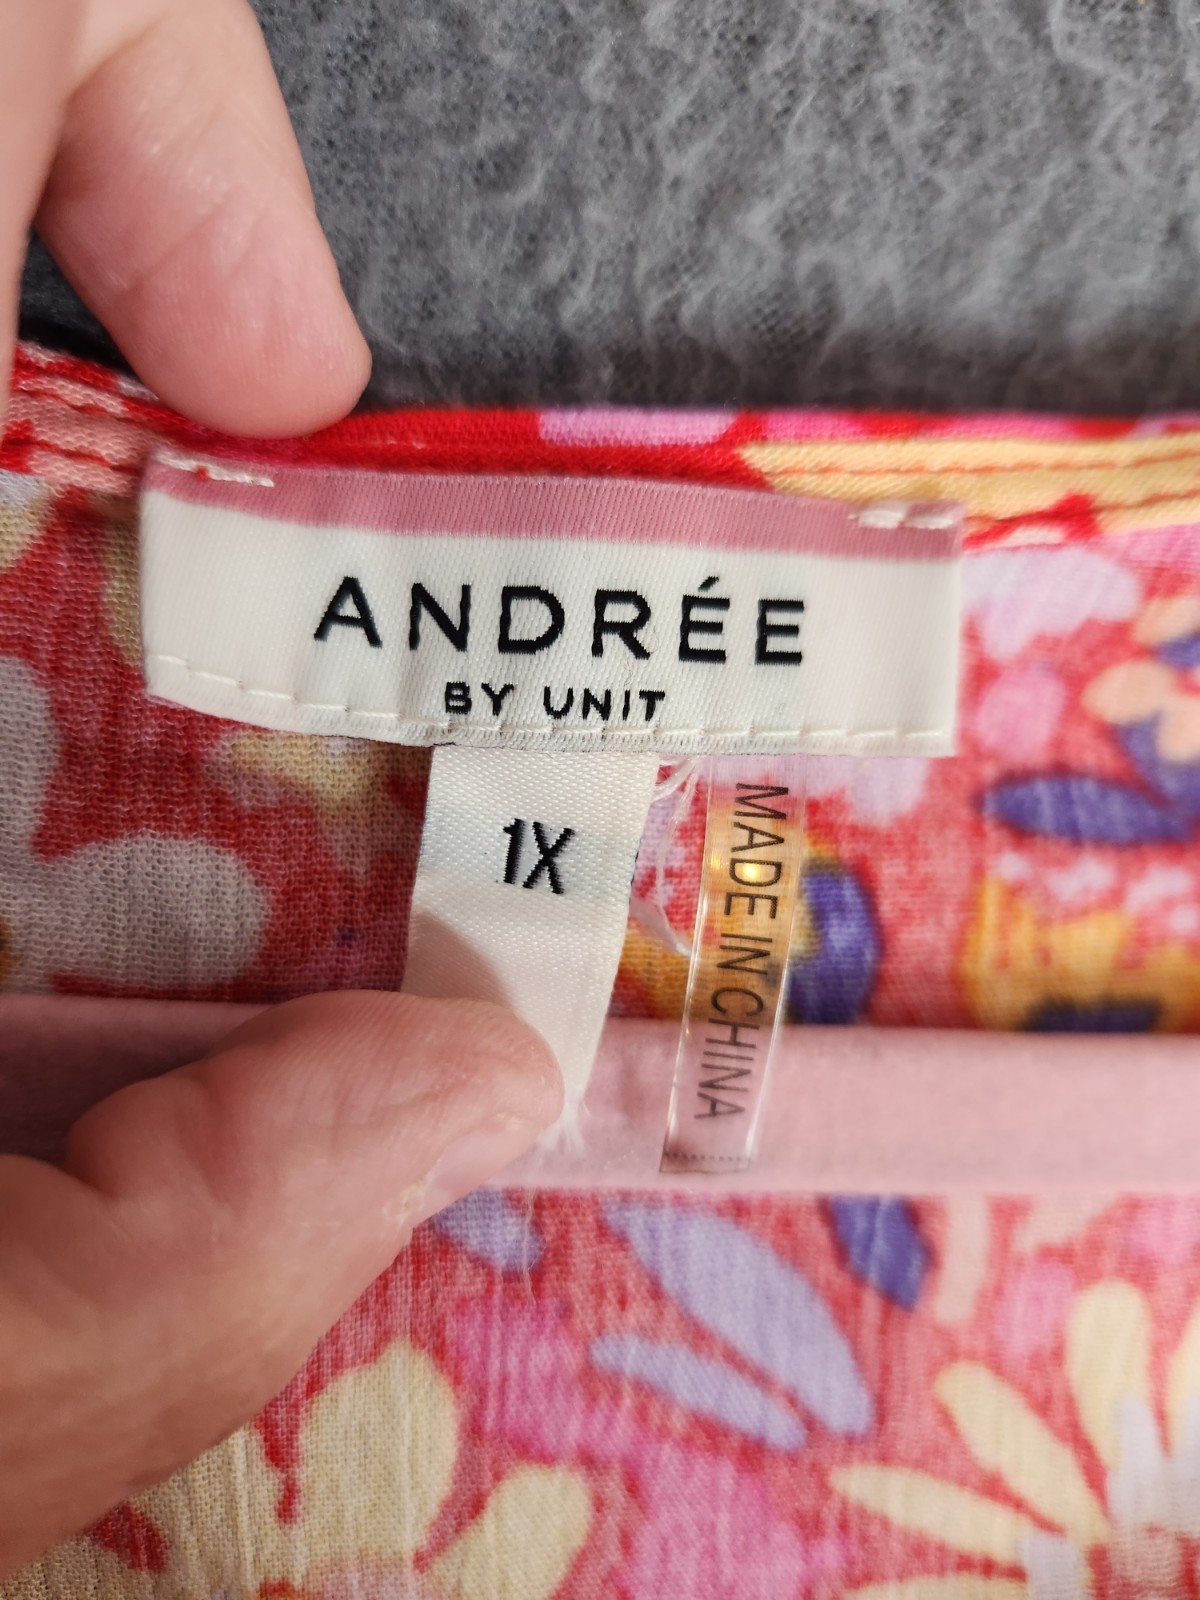 ANDRÉE
BY UNIT
1X
MADE IN CHINA